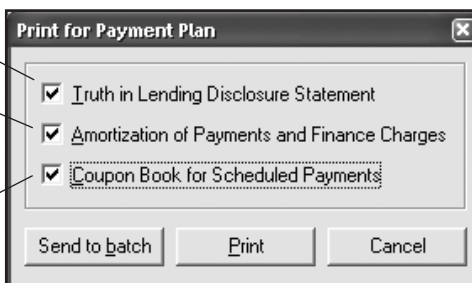 Print for Payment Plan
Truth in Lending Disclosure Statement
Amortization of Payments and Finance Charges
Coupon Book for Scheduled Payments
Send to batch Print Cancel